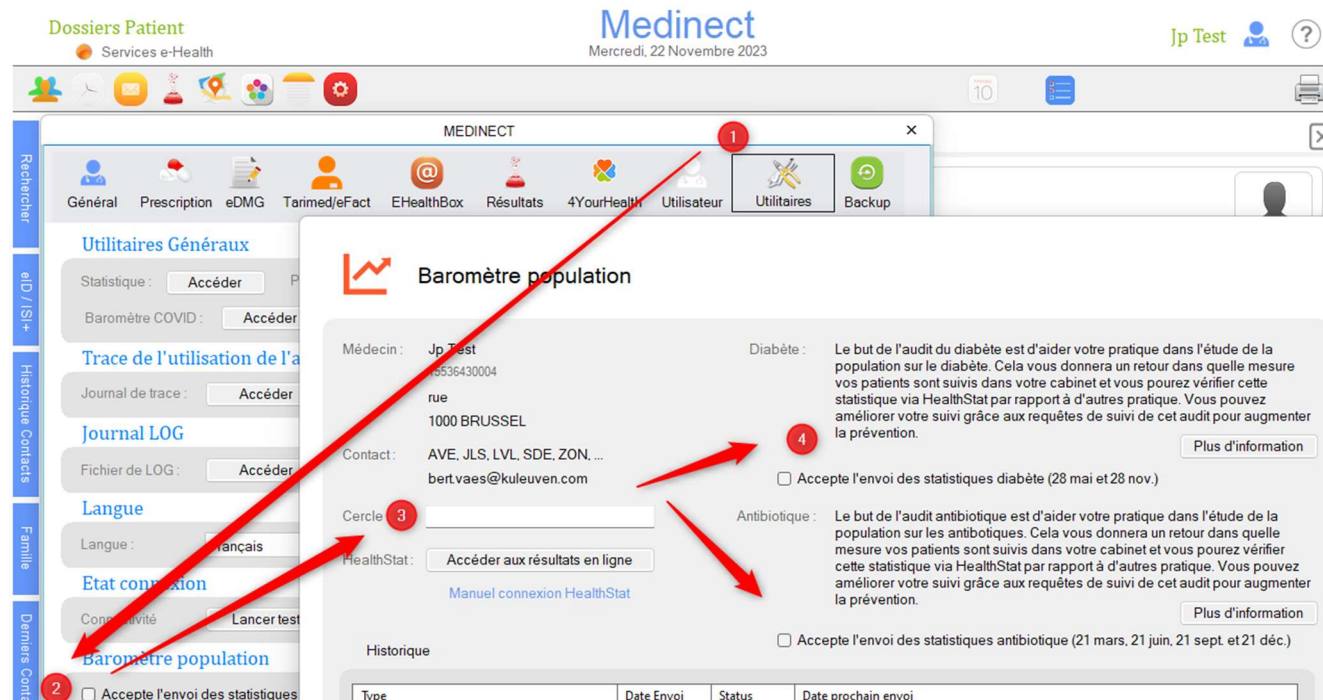 Dossiers Patient
Services e-Health
Medinect
Mercredi, 22 Novembre 2023
Jp Test
?
10
MEDINECT
1
Général Prescription eDMG Tarimed/eFact EHealthBox Résultats 4YourHealth Utilisateur Utilitaires Backup
Rechercher
eID / ISI+
Historique Contacts
Famille
Derniers Conta
Utilitaires Généraux
Statistique : Accéder P
Baromètre COVID : Accéder
Trace de l'utilisation de l'a
Journal de trace : Accéder
Journal LOG
Fichier de LOG : Accéder
Langue
Langue : Français
Etat connexion
Connectivité Lancer test
Baromètre population
2
Accepte l'envoi des statistiques
Baromètre population
Médecin : Jp Test
15536430004
rue
1000 BRUSSEL
Contact : AVE, JLS, LVL, SDE, ZON, ...
bert.vaes@kuleuven.com
Cercle 3
HealthStat : Accéder aux résultats en ligne
Manuel connexion HealthStat
Diabète : Le but de l'audit du diabète est d'aider votre pratique dans l'étude de la
population sur le diabète. Cela vous donnera un retour dans quelle mesure
vos patients sont suivis dans votre cabinet et vous pourez vérifier cette
statistique via HealthStat par rapport à d'autres pratique. Vous pouvez
améliorer votre suivi grâce aux requêtes de suivi de cet audit pour augmenter
la prévention.
4
Plus d'information
Accepte l'envoi des statistiques diabète (28 mai et 28 nov.)
Antibiotique : Le but de l'audit antibiotique est d'aider votre pratique dans l'étude de la
population sur les antibiotiques. Cela vous donnera un retour dans quelle
mesure vos patients sont suivis dans votre cabinet et vous pourez vérifier
cette statistique via HealthStat par rapport à d'autres pratique. Vous pouvez
améliorer votre suivi grâce aux requêtes de suivi de cet audit pour augmenter
la prévention.
Plus d'information
Accepte l'envoi des statistiques antibiotique (21 mars, 21 juin, 21 sept. et 21 déc.)
Historique
Type Date Envoi Status Date prochain envoi